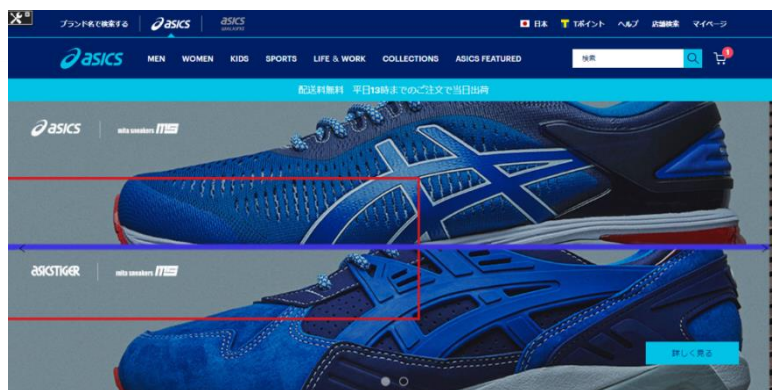 ブランド名で検索する asics asics 日本 Tポイント ヘルプ 店舗検索 マイページ
asics MEN WOMEN KIDS SPORTS LIFE & WORK COLLECTIONS ASICS FEATURED 検索 1
配送料無料 平日13時までのご注文で当日出荷
asics mita sneakers
ASICSTIGER mita sneakers
詳しく見る